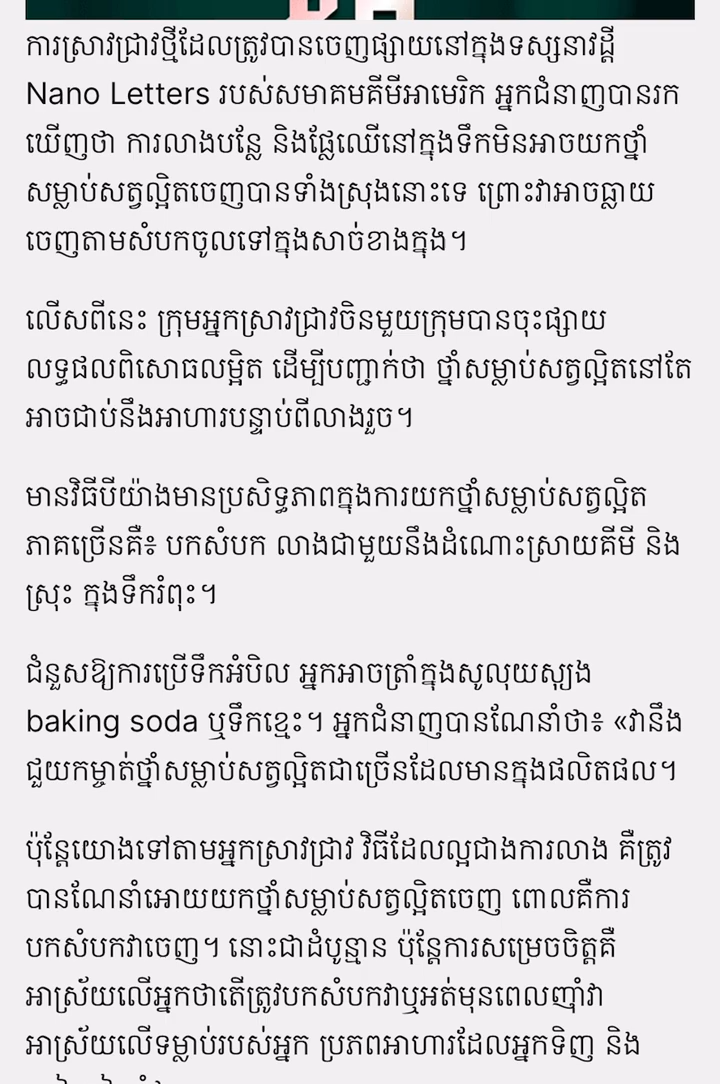 ការស្រាវជ្រាវថ្មីដែលត្រូវបានចេញផ្សាយនៅក្នុងទស្សនាវដ្ដី
Nano Letters របស់សមាគមគីមីអាមេរិក អ្នកជំនាញបានរក
ឃើញថា ការលាងបន្លែ និងផ្លែឈើនៅក្នុងទឹកមិនអាចយកថ្នាំ
សម្លាប់សត្វល្អិតចេញបានទាំងស្រុងនោះទេ ព្រោះវាអាចធ្លាយ
ចេញតាមសំបកចូលទៅក្នុងសាច់ខាងក្នុង។
លើសពីនេះ ក្រុមអ្នកស្រាវជ្រាវចិនមួយក្រុមបានចុះផ្សាយ
លទ្ធផលពិសោធលម្អិត ដើម្បីបញ្ជាក់ថា ថ្នាំសម្លាប់សត្វល្អិតនៅតែ
អាចជាប់នឹងអាហារបន្ទាប់ពីលាងរួច។
មានវិធីបីយ៉ាងមានប្រសិទ្ធភាពក្នុងការយកថ្នាំសម្លាប់សត្វល្អិត
ភាគច្រើនគឺ៖ បកសំបក លាងជាមួយនឹងដំណោះស្រាយគីមី និង
ស្រុះ ក្នុងទឹករំពុះ។
ជំនួសឱ្យការប្រើទឹកអំបិល អ្នកអាចត្រាំក្នុងសូលុយស្យុង
baking soda ឬទឹកខ្មេះ។ អ្នកជំនាញបានណែនាំថា៖ «វានឹង
ជួយកម្ចាត់ថ្នាំសម្លាប់សត្វល្អិតជាច្រើនដែលមានក្នុងផលិតផល។
ប៉ុន្តែយោងទៅតាមអ្នកស្រាវជ្រាវ វិធីដែលល្អជាងការលាង គឺត្រូវ
បានណែនាំអោយយកថ្នាំសម្លាប់សត្វល្អិតចេញ ពោលគឺការ
បកសំបកវាចេញ។ នោះជាដំបូន្មាន ប៉ុន្តែការសម្រេចចិត្តគឺ
អាស្រ័យលើអ្នកថាតើត្រូវបកសំបកវាឬអត់មុនពេលញ៉ាំវា
អាស្រ័យលើទម្លាប់របស់អ្នក ប្រភពអាហារដែលអ្នកទិញ និង